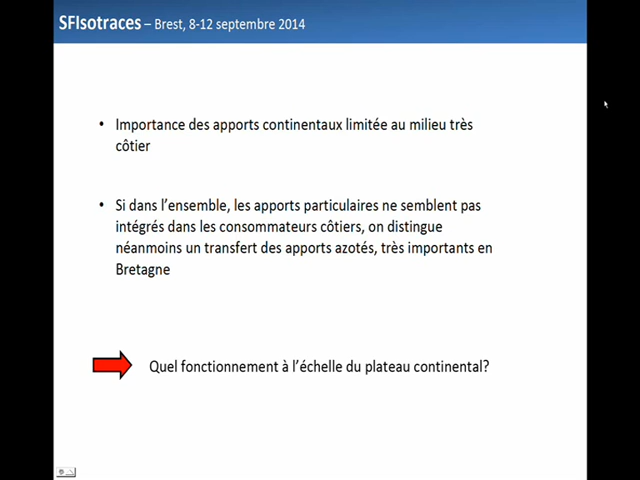 SFIsotraces – Brest, 8-12 septembre 2014
• Importance des apports continentaux limitée au milieu très
côtier
• Si dans l'ensemble, les apports particulaires ne semblent pas
intégrés dans les consommateurs côtiers, on distingue
néanmoins un transfert des apports azotés, très importants en
Bretagne
Quel fonctionnement à l'échelle du plateau continental?